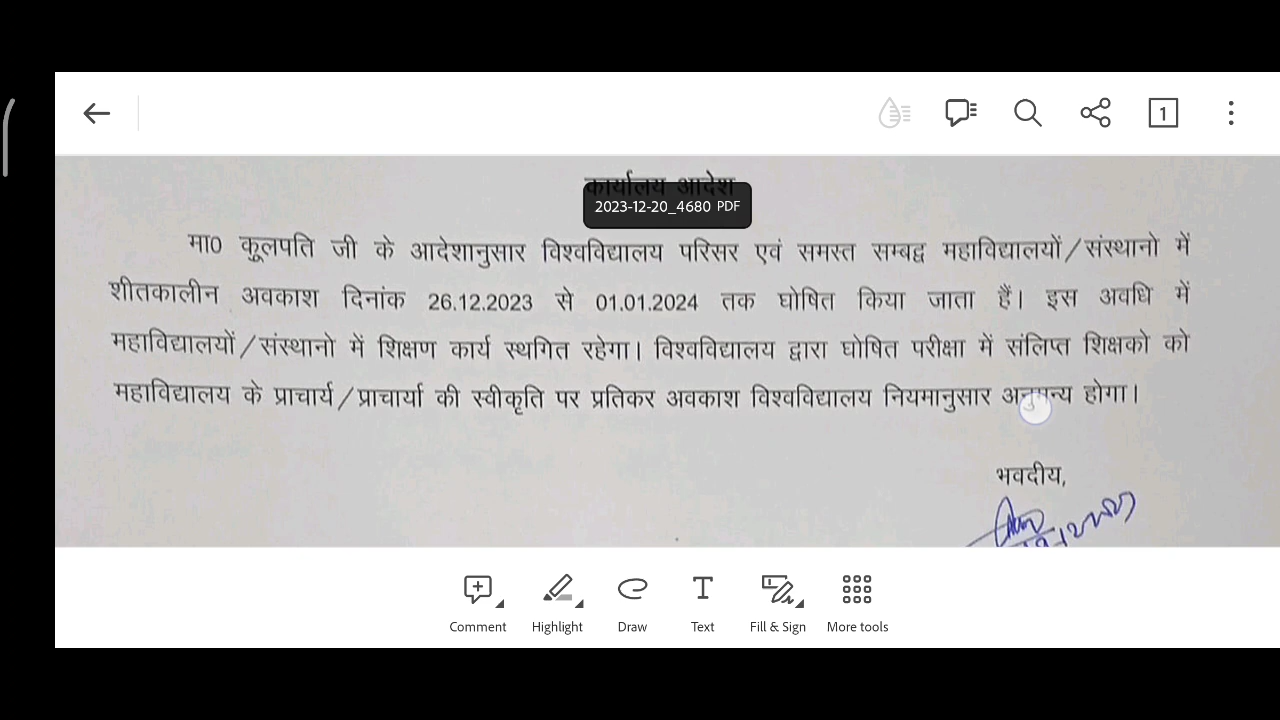 1
कार्यालय आदेश
2023-12-20_4680 PDF
मा0 कूलपति जी के आदेशानुसार विश्वविद्यालय परिसर एवं समस्त सम्बद्व महाविद्यालयों/संस्थानो में
शीतकालीन अवकाश दिनांक 26.12.2023 से 01.01.2024 तक घोषित किया जाता हैं। इस अवधि में
महाविद्यालयों/संस्थानो में शिक्षण कार्य स्थगित रहेगा। विश्वविद्यालय द्वारा घोषित परीक्षा में संलिप्त शिक्षको को
महाविद्यालय के प्राचार्य/प्राचार्या की स्वीकृति पर प्रतिकर अवकाश विश्वविद्यालय नियमानुसार अनुमन्य होगा।
भवदीय,
Comment Highlight Draw Text Fill & Sign More tools